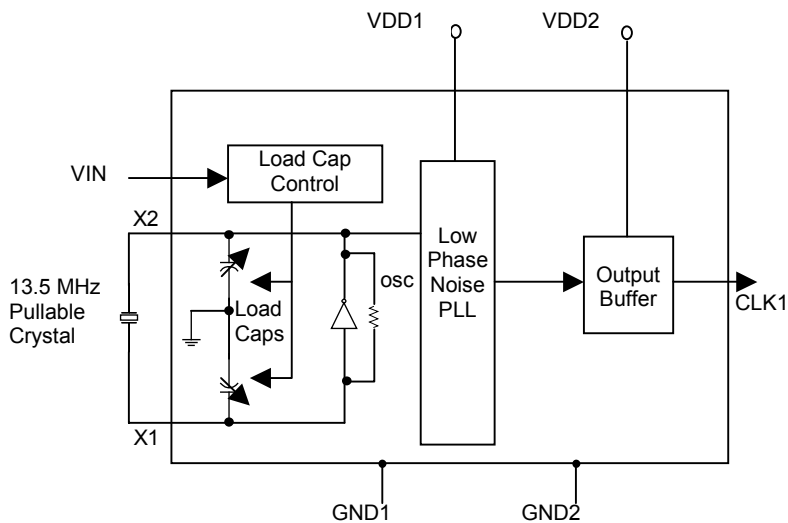 VDD1
VDD2
VIN
Load Cap
Control
X2
13.5 MHz
Pullable
Crystal
Load
Caps
osc
Low
Phase
Noise
PLL
Output
Buffer
CLK1
X1
GND1
GND2